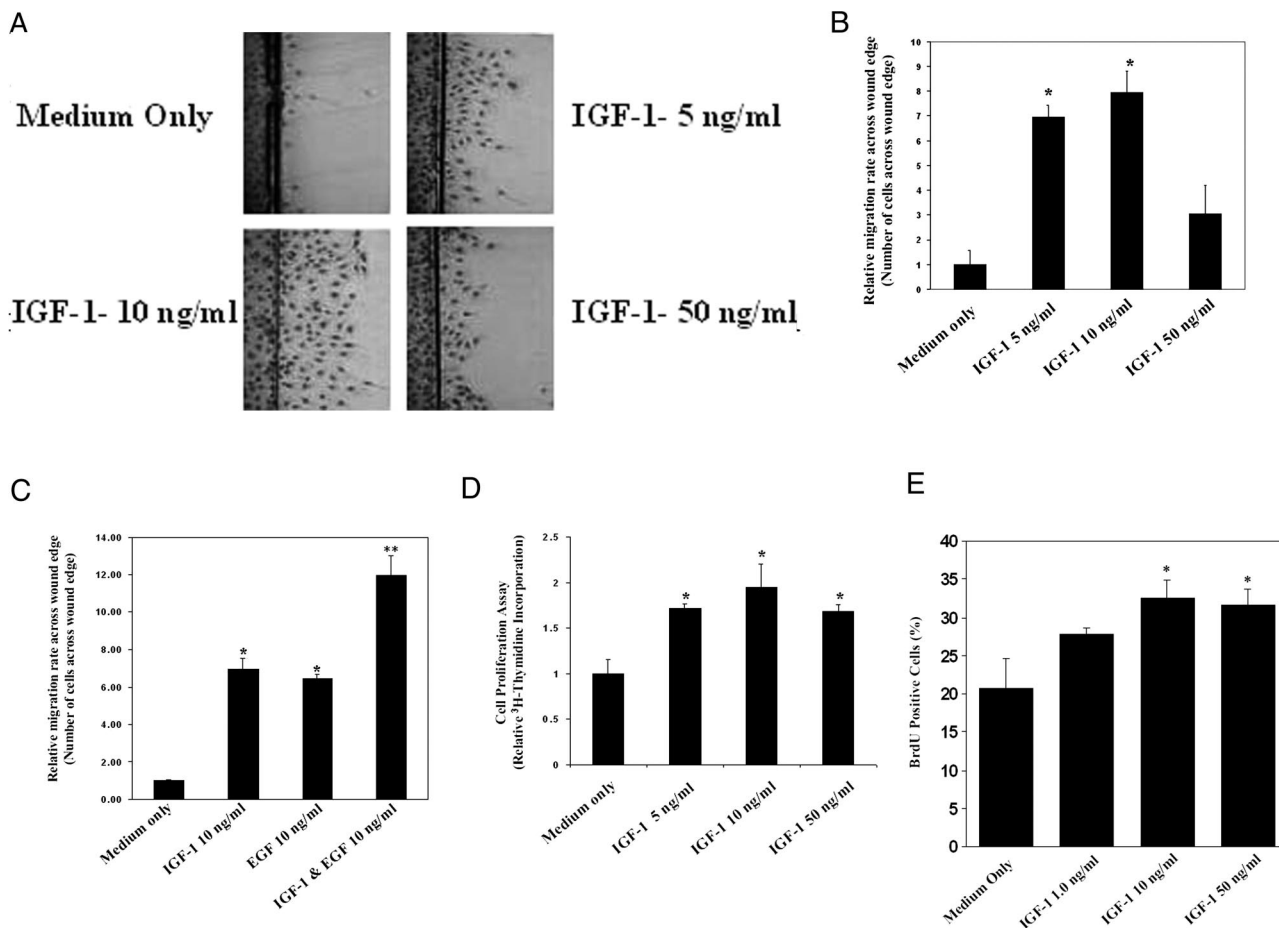 A
Medium Only
IGF-1- 5 ng/ml
IGF-1- 10 ng/ml
IGF-1- 50 ng/ml
B
Relative migration rate across wound edge
(Number of cells across wound edge)
10
9
8
7
6
5
4
3
2
1
0
*
*
Medium only
IGF-1 5 ng/ml
IGF-1 10 ng/ml
IGF-1 50 ng/ml
C
Relative migration rate across wound edge
(Number of cells across wound edge)
14.00
12.00
10.00
8.00
6.00
4.00
2.00
0.00
*
*
**
Medium only
IGF-1 10 ng/ml
EGF 10 ng/ml
IGF-1 & EGF 10 ng/ml
D
Cell Proliferation Assay
(Relative ³H-Thymidine Incorporation)
2.5
2
1.5
1
0.5
0
*
*
*
Medium only
IGF-1 5 ng/ml
IGF-1 10 ng/ml
IGF-1 50 ng/ml
E
BrdU Positive Cells (%)
40
35
30
25
20
15
10
5
0
*
*
Medium Only
IGF-1 1.0 ng/ml
IGF-1 10 ng/ml
IGF-1 50 ng/ml